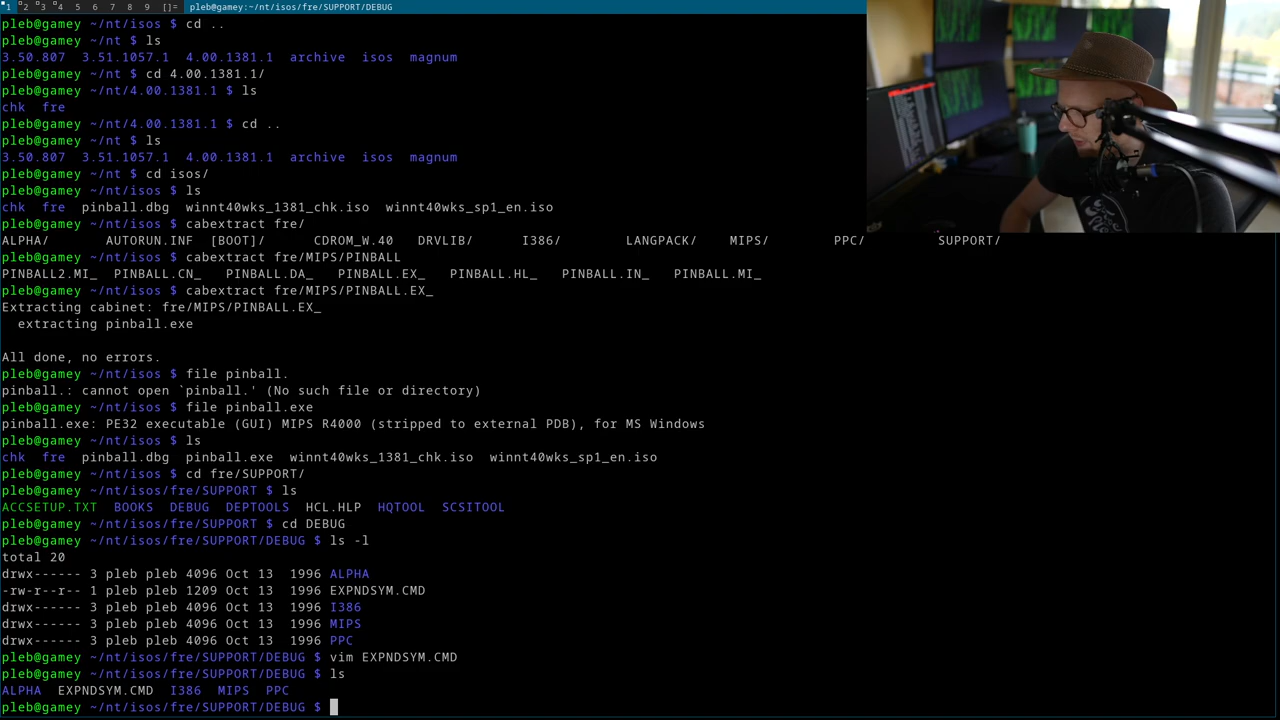 1 2 3 4 5 6 7 8 9 []= pleb@gamey:~/nt/isos/fre/SUPPORT/DEBUG
pleb@gamey ~/nt/isos $ cd ..
pleb@gamey ~/nt $ ls
3.50.807 3.51.1057.1 4.00.1381.1 archive isos magnum
pleb@gamey ~/nt $ cd 4.00.1381.1/
pleb@gamey ~/nt/4.00.1381.1 $ ls
chk fre
pleb@gamey ~/nt/4.00.1381.1 $ cd ..
pleb@gamey ~/nt $ ls
3.50.807 3.51.1057.1 4.00.1381.1 archive isos magnum
pleb@gamey ~/nt $ cd isos/
pleb@gamey ~/nt/isos $ ls
chk fre pinball.dbg winnt40wks_1381_chk.iso winnt40wks_sp1_en.iso
pleb@gamey ~/nt/isos $ cabextract fre/
ALPHA/ AUTORUN.INF [BOOT]/ CDROM_W.40 DRVLIB/ I386/ LANGPACK/ MIPS/ PPC/ SUPPORT/
pleb@gamey ~/nt/isos $ cabextract fre/MIPS/PINBALL
PINBALL2.MI_ PINBALL.CN_ PINBALL.DA_ PINBALL.EX_ PINBALL.HL_ PINBALL.IN_ PINBALL.MI_
pleb@gamey ~/nt/isos $ cabextract fre/MIPS/PINBALL.EX_
Extracting cabinet: fre/MIPS/PINBALL.EX_
extracting pinball.exe
All done, no errors.
pleb@gamey ~/nt/isos $ file pinball.
pinball.: cannot open `pinball.' (No such file or directory)
pleb@gamey ~/nt/isos $ file pinball.exe
pinball.exe: PE32 executable (GUI) MIPS R4000 (stripped to external PDB), for MS Windows
pleb@gamey ~/nt/isos $ ls
chk fre pinball.dbg pinball.exe winnt40wks_1381_chk.iso winnt40wks_sp1_en.iso
pleb@gamey ~/nt/isos $ cd fre/SUPPORT/
pleb@gamey ~/nt/isos/fre/SUPPORT $ ls
ACCSETUP.TXT BOOKS DEBUG DEPTOOLS HCL.HLP HQTOOL SCSITOOL
pleb@gamey ~/nt/isos/fre/SUPPORT $ cd DEBUG
pleb@gamey ~/nt/isos/fre/SUPPORT/DEBUG $ ls -l
total 20
drwx------ 3 pleb pleb 4096 Oct 13 1996 ALPHA
-rw-r--r-- 1 pleb pleb 1209 Oct 13 1996 EXPNDSYM.CMD
drwx------ 3 pleb pleb 4096 Oct 13 1996 I386
drwx------ 3 pleb pleb 4096 Oct 13 1996 MIPS
drwx------ 3 pleb pleb 4096 Oct 13 1996 PPC
pleb@gamey ~/nt/isos/fre/SUPPORT/DEBUG $ vim EXPNDSYM.CMD
pleb@gamey ~/nt/isos/fre/SUPPORT/DEBUG $ ls
ALPHA EXPNDSYM.CMD I386 MIPS PPC
pleb@gamey ~/nt/isos/fre/SUPPORT/DEBUG $